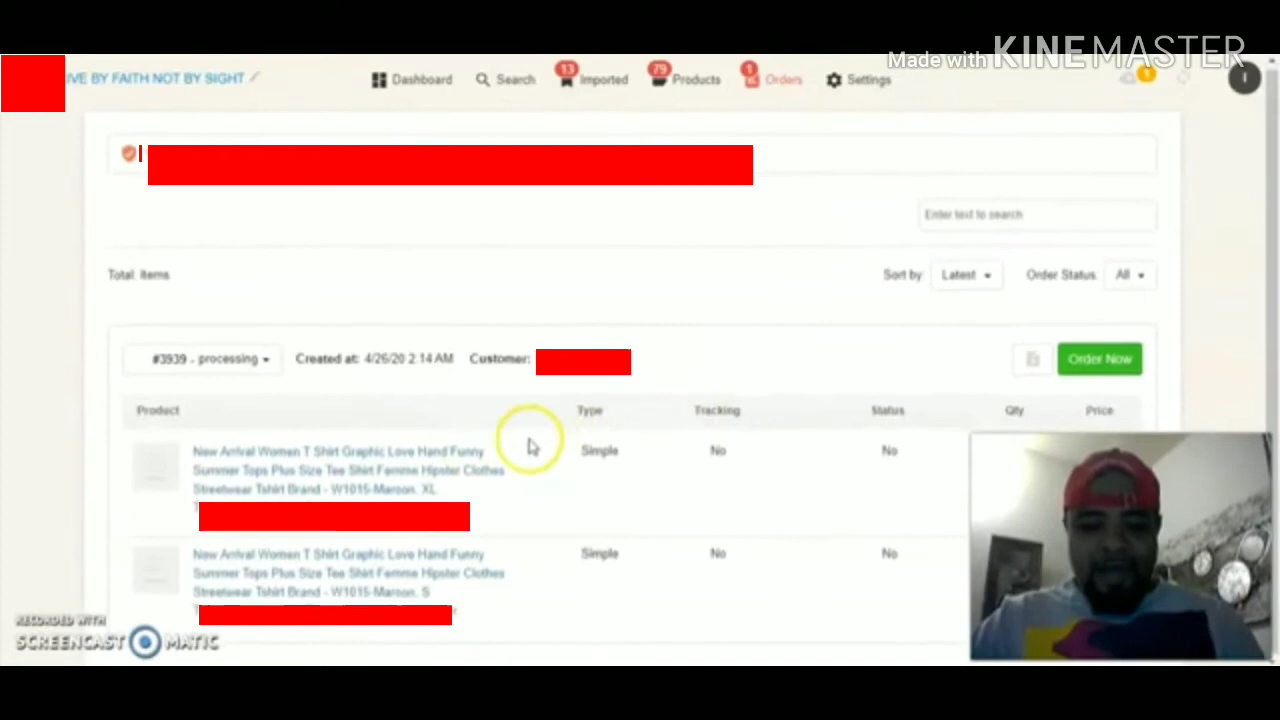 Made with KINEMASTER
IVE BY FAITH NOT BY SIGHT
Dashboard
Search
13
Imported
79
Products
1
Orders
Settings
1
I
Enter text to search
Total: Items
Sort by
Latest
Order Status
All
#3939 - processing
Created at: 4/26/20 2:14 AM
Customer:
Order Now
Product
Type
Tracking
Status
Qty
Price
New Arrival Women T Shirt Graphic Love Hand Funny
Summer Tops Plus Size Tee Shirt Femme Hipster Clothes
Streetwear Tshirt Brand - W1015-Maroon, XL
Simple
No
No
New Arrival Women T Shirt Graphic Love Hand Funny
Summer Tops Plus Size Tee Shirt Femme Hipster Clothes
Streetwear Tshirt Brand - W1015-Maroon, S
Simple
No
No
RECORDED WITH
SCREENCAST MATIC